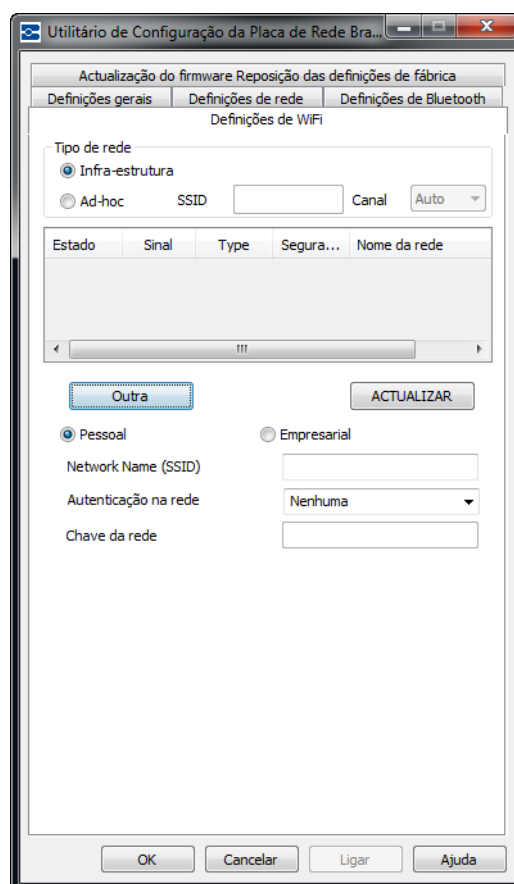 Utilitário de Configuração da Placa de Rede Bra...
Actualização do firmware Reposição das definições de fábrica
Definições gerais Definições de rede Definições de Bluetooth
Definições de WiFi
Tipo de rede
Infra-estrutura
Ad-hoc SSID Canal Auto
Estado Sinal Type Segura... Nome da rede
Outra ACTUALIZAR
Pessoal Empresarial
Network Name (SSID)
Autenticação na rede Nenhuma
Chave da rede
OK Cancelar Ligar Ajuda